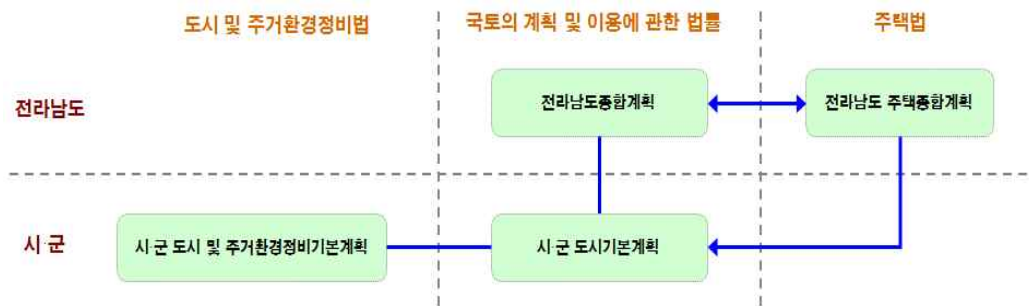 도시 및 주거환경정비법
국토의 계획 및 이용에 관한 법률
주택법
전라남도
전라남도종합계획
전라남도 주택종합계획
시·군
시·군 도시 및 주거환경정비기본계획
시·군 도시기본계획